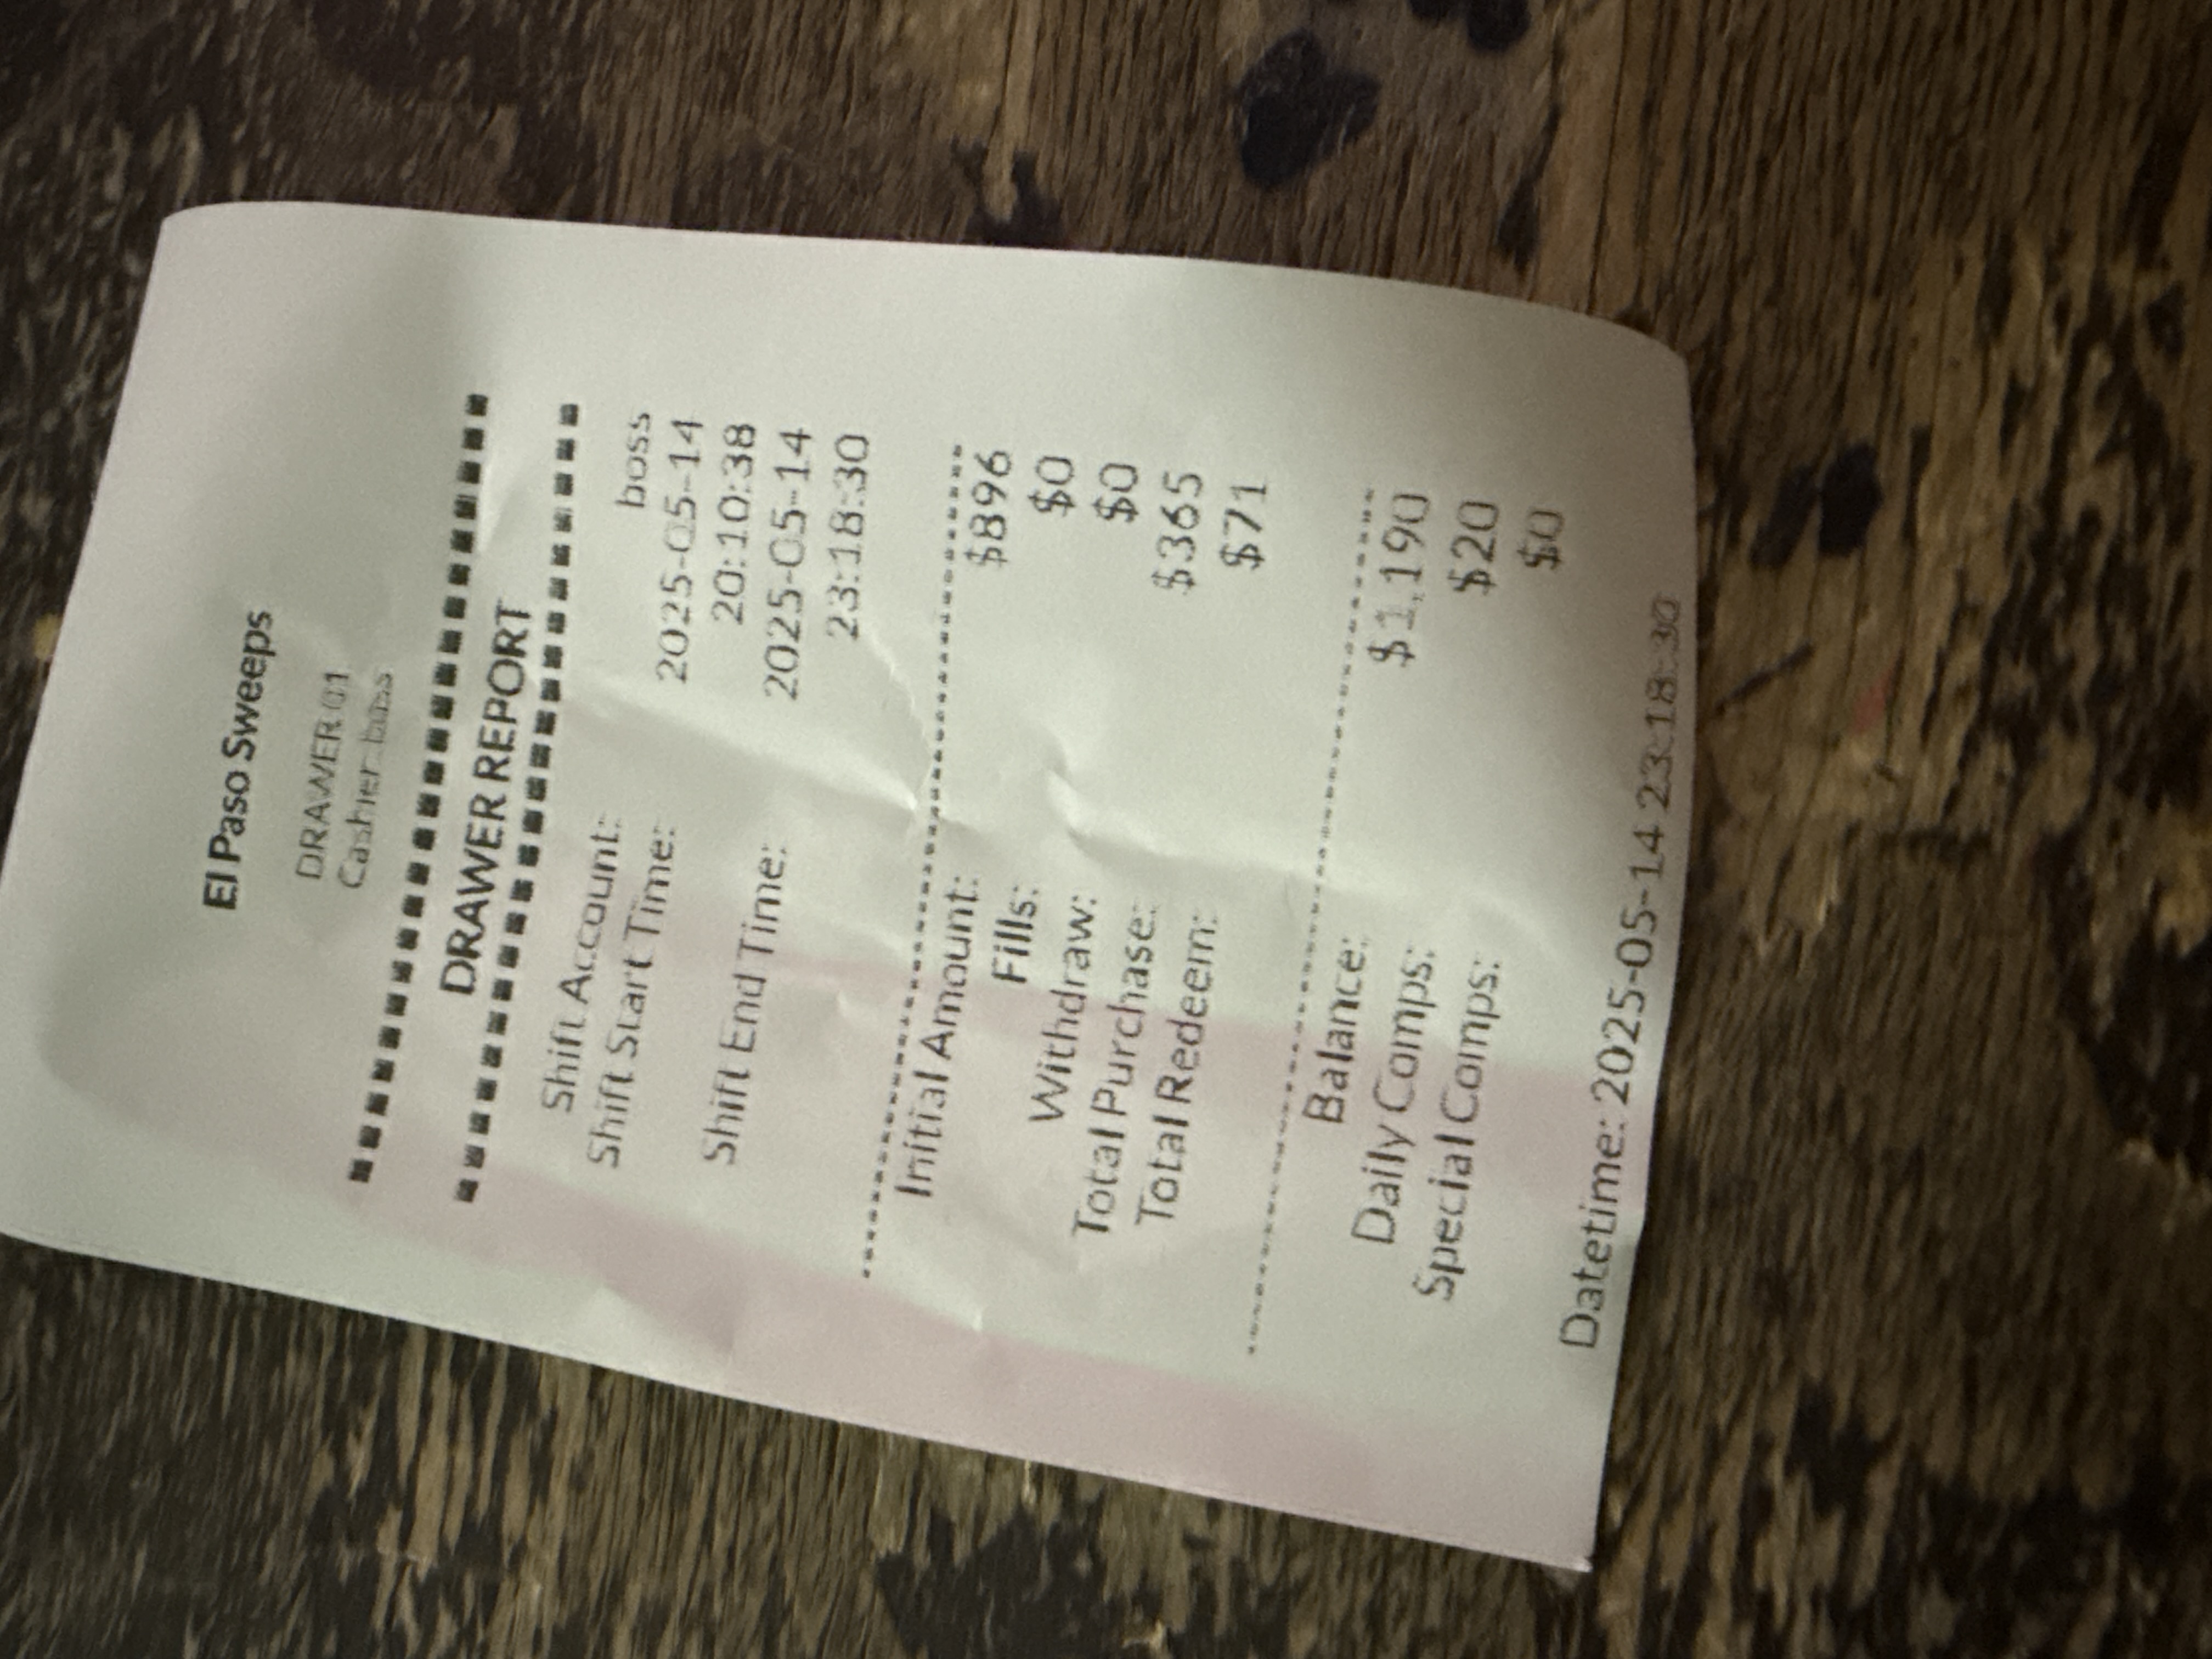 El Paso Sweeps
DRAWER 01
Cashier: boss
DRAWER REPORT
Shift Account: boss
Shift Start Time: 2025-05-14
20:10:38
Shift End Time: 2025-05-14
23:18:30
Initial Amount: $896
Fills: $0
Withdraw: $0
Total Purchase: $365
Total Redeem: $71
Balance: $1,190
Daily Comps: $20
Special Comps: $0
Datetime: 2025-05-14 23:18:30